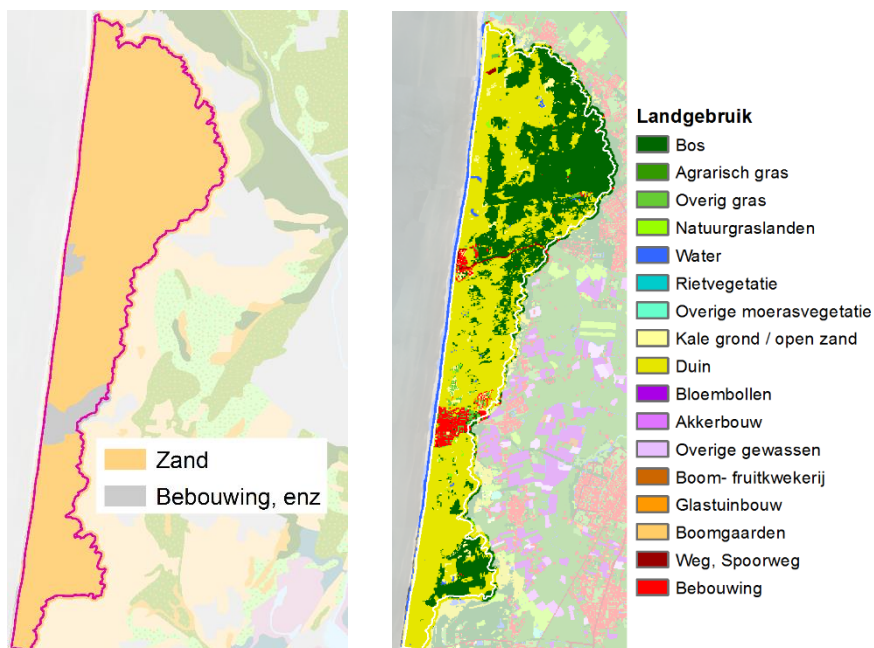 Zand
Bebouwing, enz
Landgebruik
Bos
Agrarisch gras
Overig gras
Natuurgraslanden
Water
Rietvegetatie
Overige moerasvegetatie
Kale grond / open zand
Duin
Bloembollen
Akkerbouw
Overige gewassen
Boom- fruitkwekerij
Glastuinbouw
Boomgaarden
Weg, Spoorweg
Bebouwing